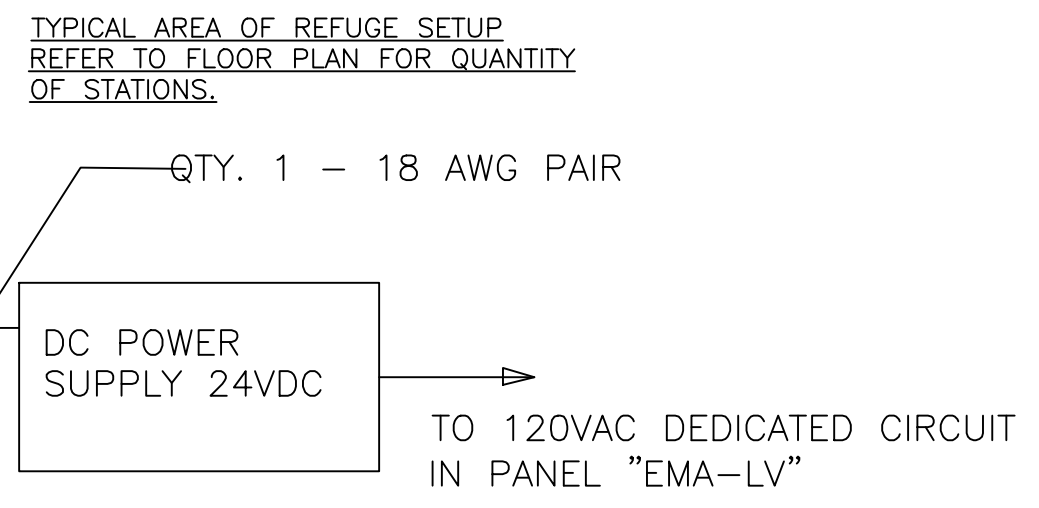 TYPICAL AREA OF REFUGE SETUP
REFER TO FLOOR PLAN FOR QUANTITY
OF STATIONS.
QTY. 1 – 18 AWG PAIR
DC POWER
SUPPLY 24VDC
TO 120VAC DEDICATED CIRCUIT
IN PANEL ”EMA–LV”